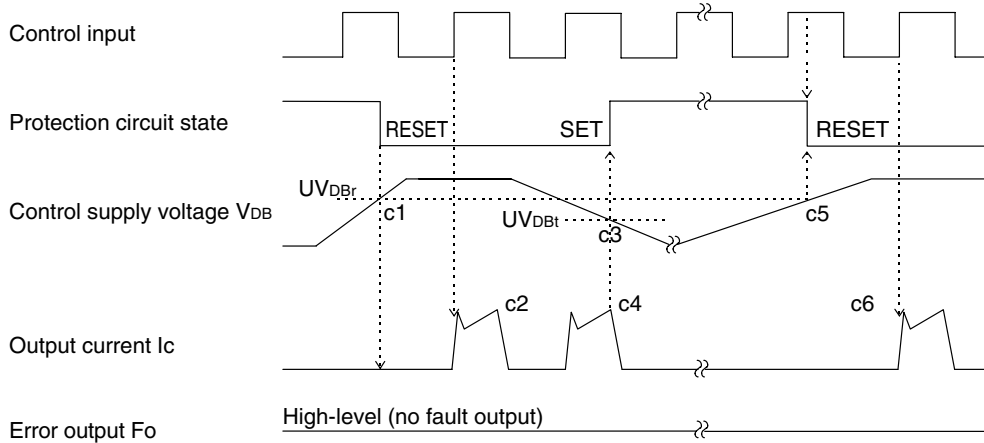 Control input
Protection circuit state
RESET
SET
RESET
UVDBr
Control supply voltage VDB
c1
UVDBt
c3
c5
c2
c4
c6
Output current Ic
High-level (no fault output)
Error output Fo